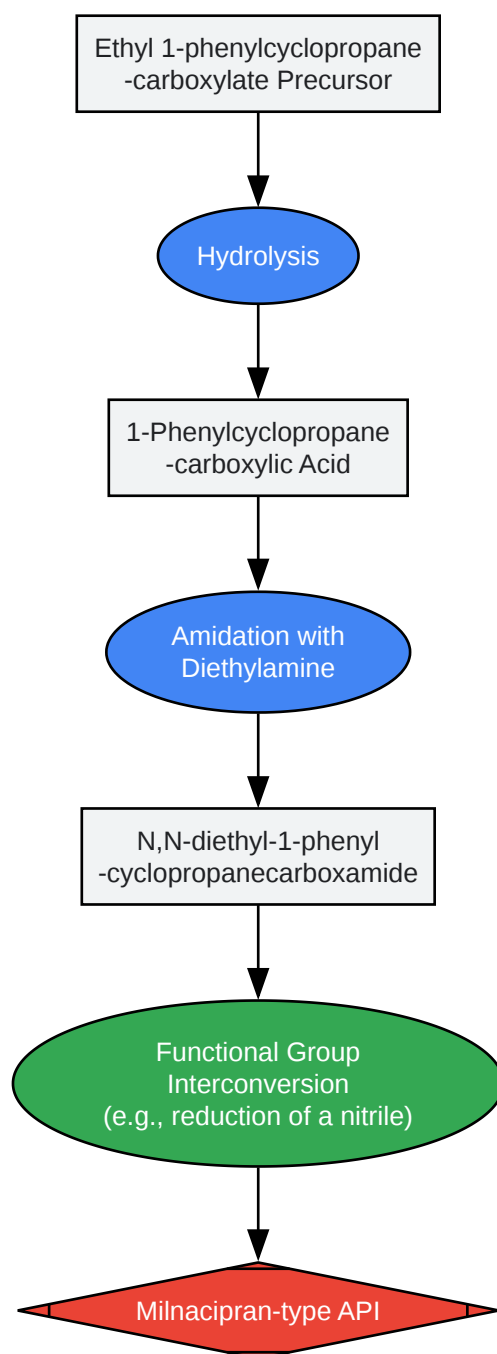 Ethyl 1-phenylcyclopropane
-carboxylate Precursor
Hydrolysis
1-Phenylcyclopropane
-carboxylic Acid
Amidation with
Diethylamine
N,N-diethyl-1-phenyl
-cyclopropanecarboxamide
Functional Group
Interconversion
(e.g., reduction of a nitrile)
Milnacipran-type API